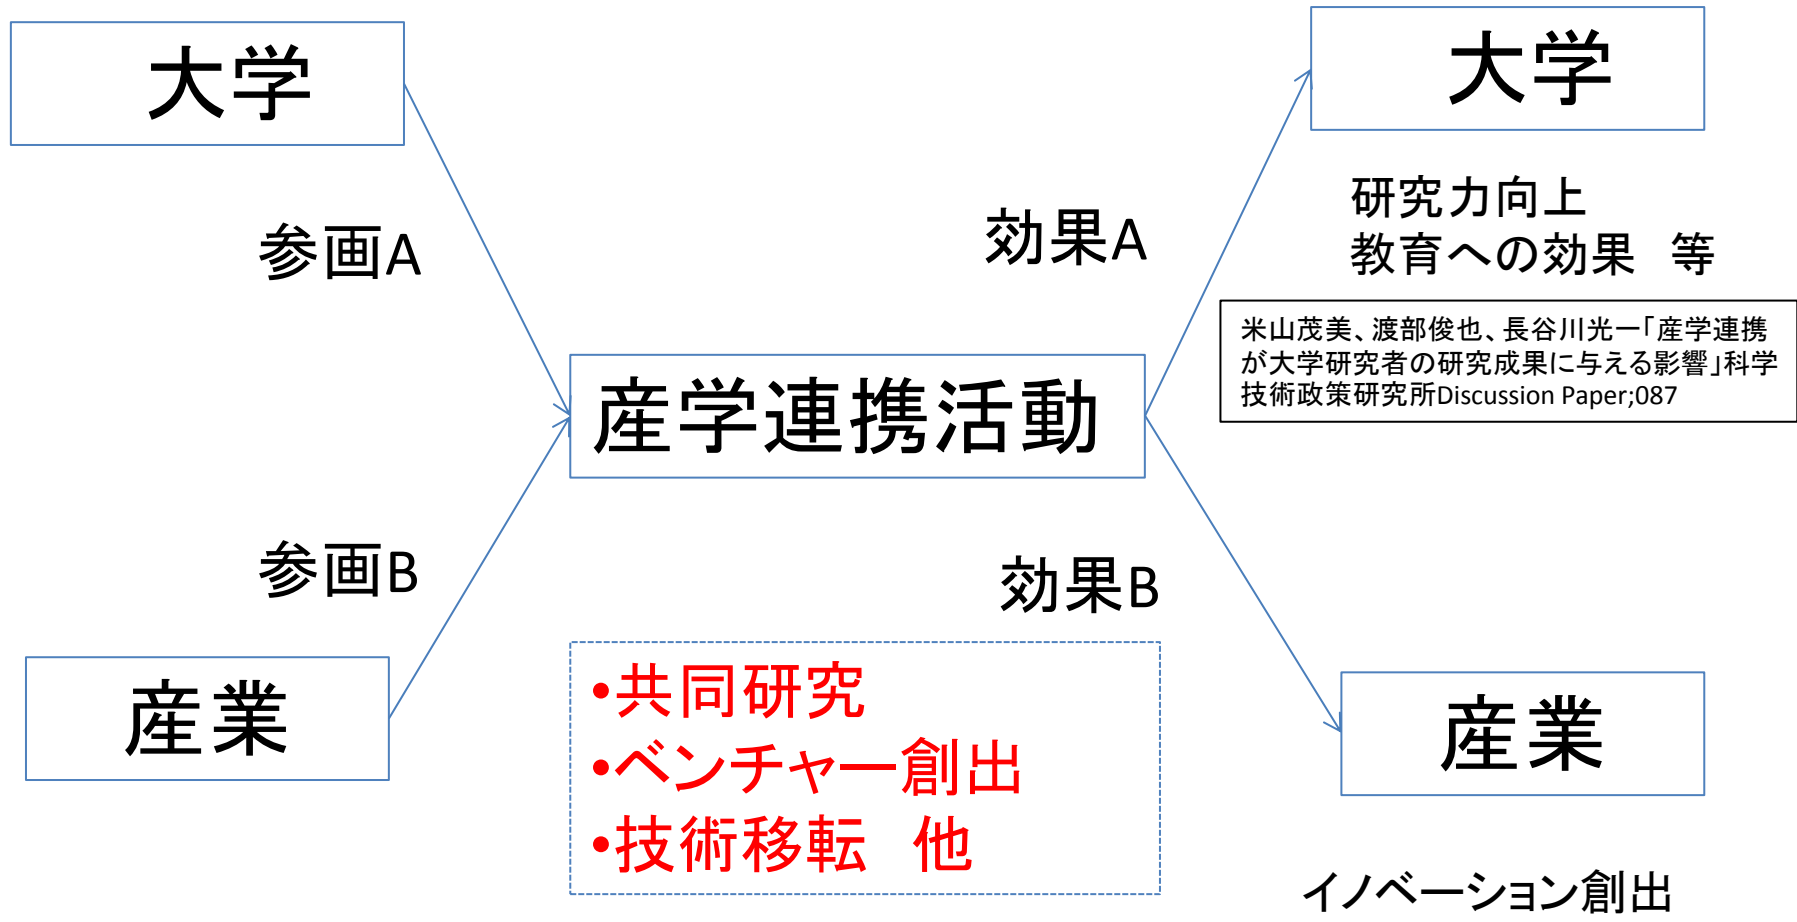 大学
大学
研究力向上
教育への効果　等
参画A
効果A
米山茂美、渡部俊也、長谷川光一「産学連携
が大学研究者の研究成果に与える影響」科学
技術政策研究所Discussion Paper;087
産学連携活動
参画B
効果B
産業
•共同研究
•ベンチャー創出
•技術移転　他
産業
イノベーション創出